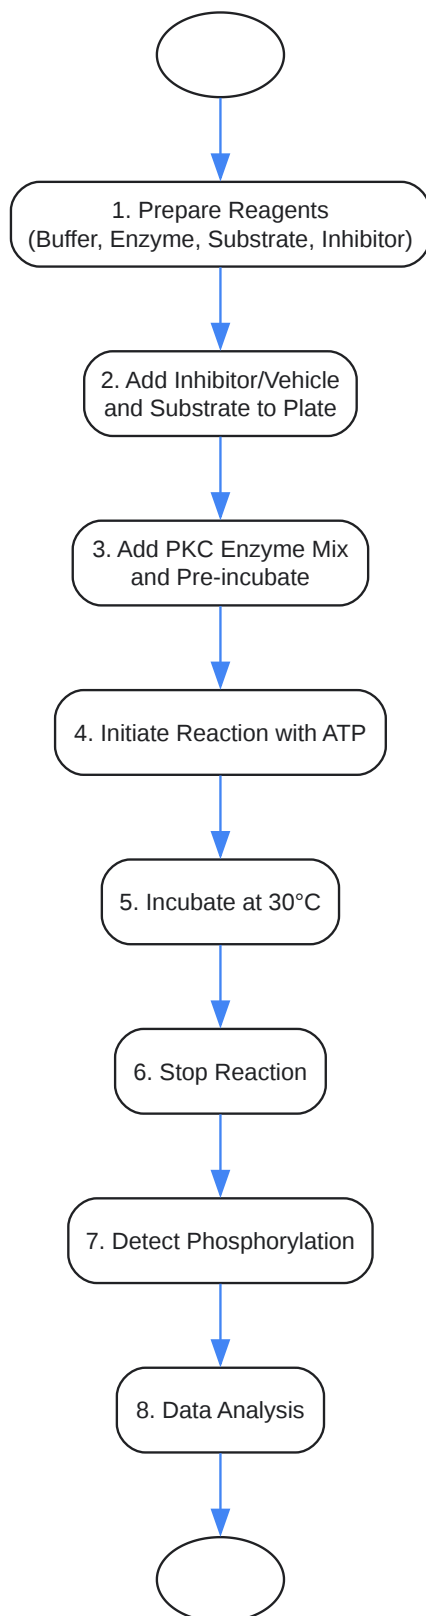 1. Prepare Reagents
(Buffer, Enzyme, Substrate, Inhibitor)
2. Add Inhibitor/Vehicle
and Substrate to Plate
3. Add PKC Enzyme Mix
and Pre-incubate
4. Initiate Reaction with ATP
5. Incubate at 30°C
6. Stop Reaction
7. Detect Phosphorylation
8. Data Analysis